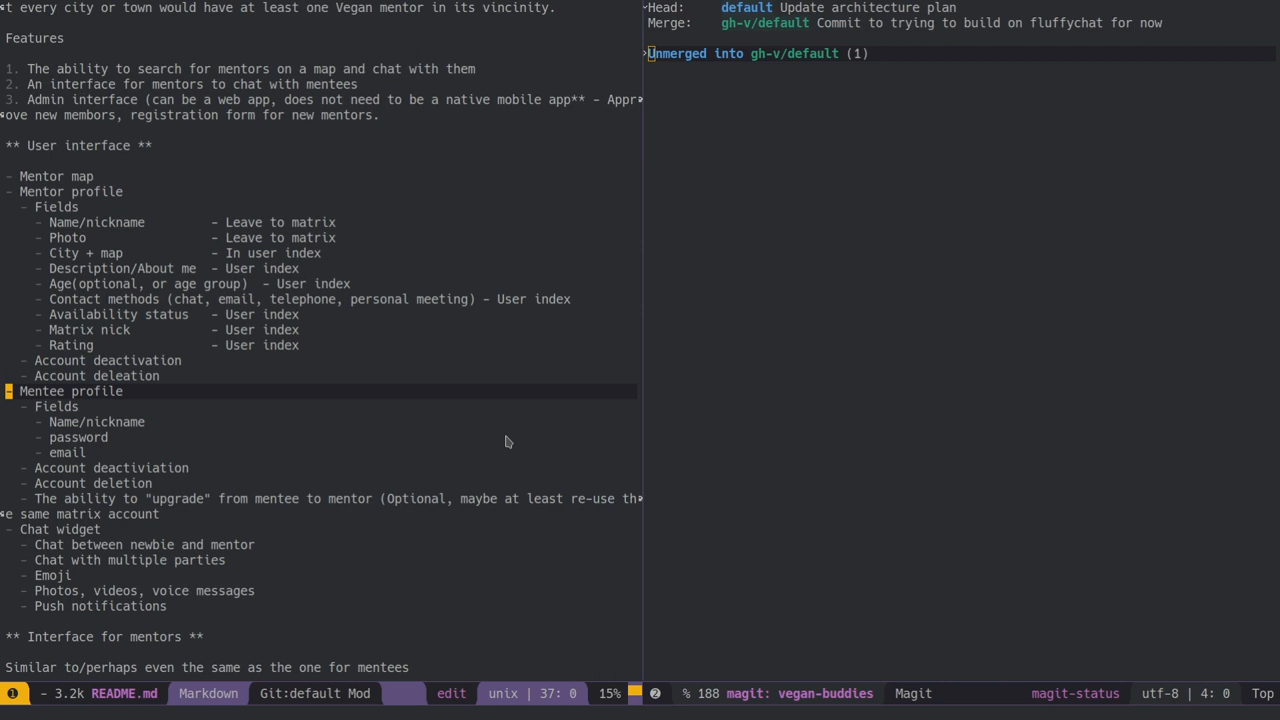 t every city or town would have at least one Vegan mentor in its vincinity.
Features
1. The ability to search for mentors on a map and chat with them
2. An interface for mentors to chat with mentees
3. Admin interface (can be a web app, does not need to be a native mobile app** - Appr
ove new membors, registration form for new mentors.
** User interface **
- Mentor map
- Mentor profile
- Fields
- Name/nickname - Leave to matrix
- Photo - Leave to matrix
- City + map - In user index
- Description/About me - User index
- Age(optional, or age group) - User index
- Contact methods (chat, email, telephone, personal meeting) - User index
- Availability status - User index
- Matrix nick - User index
- Rating - User index
- Account deactivation
- Account deleation
- Mentee profile
- Fields
- Name/nickname
- password
- email
- Account deactiviation
- Account deletion
- The ability to "upgrade" from mentee to mentor (Optional, maybe at least re-use th
e same matrix account
- Chat widget
- Chat between newbie and mentor
- Chat with multiple parties
- Emoji
- Photos, videos, voice messages
- Push notifications
** Interface for mentors **
Similar to/perhaps even the same as the one for mentees
1 - 3.2k README.md Markdown Git:default Mod edit unix | 37: 0 15%
Head: default Update architecture plan
Merge: gh-v/default Commit to trying to build on fluffychat for now
Unmerged into gh-v/default (1)
2 % 188 magit: vegan-buddies Magit magit-status utf-8 | 4: 0 Top